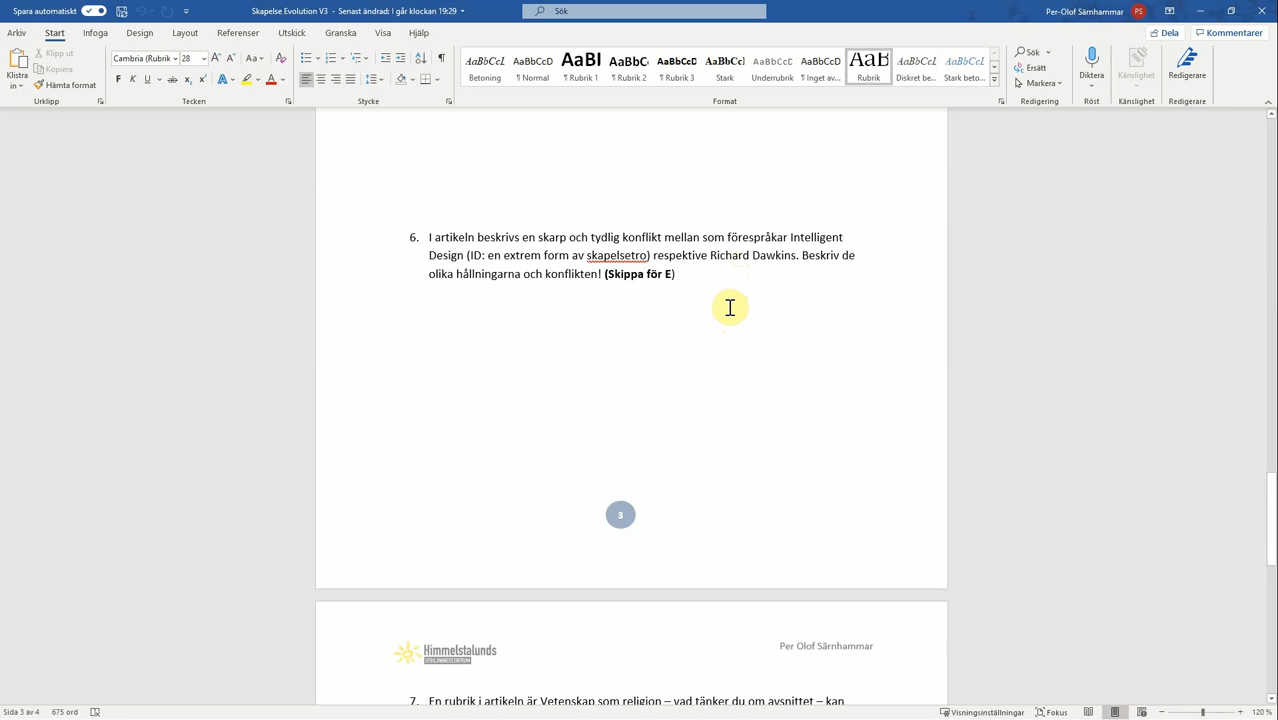 Spara automatiskt
Skapelse Evolution V3 - Senast ändrad: I går klockan 19:29
Sök
Per-Olof Särnhammar
PS
Arkiv Start Infoga Design Layout Referenser Utskick Granska Visa Hjälp
Dela
Kommentarer
Klistra in
Klipp ut
Kopiera
Hämta format
Urklipp
Cambria (Rubrik
28
F K U ab x₂ x²
Tecken
Stycke
AaBbCcI AaBbCcD AaBI AaBbC AaBbCcD AaBbCcI AaBbCcD AaBbCcD AaB AaBbCcI AaBbCcI
Betoning ¶ Normal ¶ Rubrik 1 ¶ Rubrik 2 ¶ Rubrik 3 Stark Underrubrik ¶ Inget av... Rubrik Diskret be... Stark beto...
Format
Sök
Ersätt
Markera
Redigering
Diktera
Röst
Känslighet
Känslighet
Redigerare
Redigerare
6. I artikeln beskrivs en skarp och tydlig konflikt mellan som förespråkar Intelligent
Design (ID: en extrem form av skapelsetro) respektive Richard Dawkins. Beskriv de
olika hållningarna och konflikten! (Skippa för E)
3
Himmelstalunds
UTBILDNINGSCENTRUM
Per Olof Särnhammar
7. En rubrik i artikeln är Vetenskap som religion – vad tänker du om avsnittet – kan
Sida 3 av 4 675 ord
Visningsinställningar
Fokus
120 %